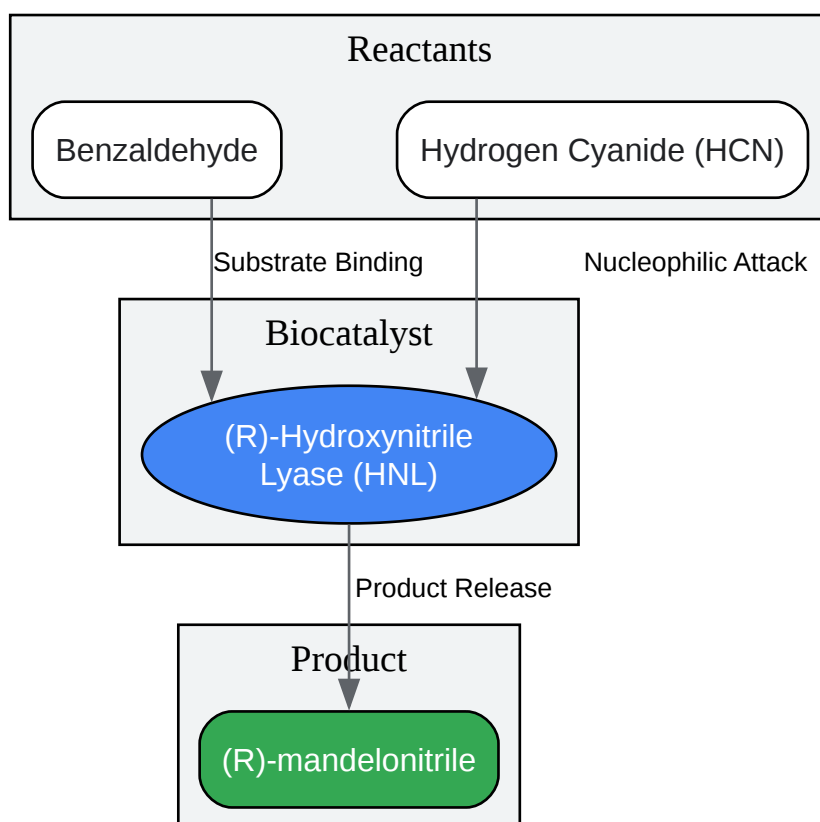 Reactants
Benzaldehyde
Hydrogen Cyanide (HCN)
Substrate Binding
Nucleophilic Attack
Biocatalyst
(R)-Hydroxynitrile
Lyase (HNL)
Product Release
Product
(R)-mandelonitrile